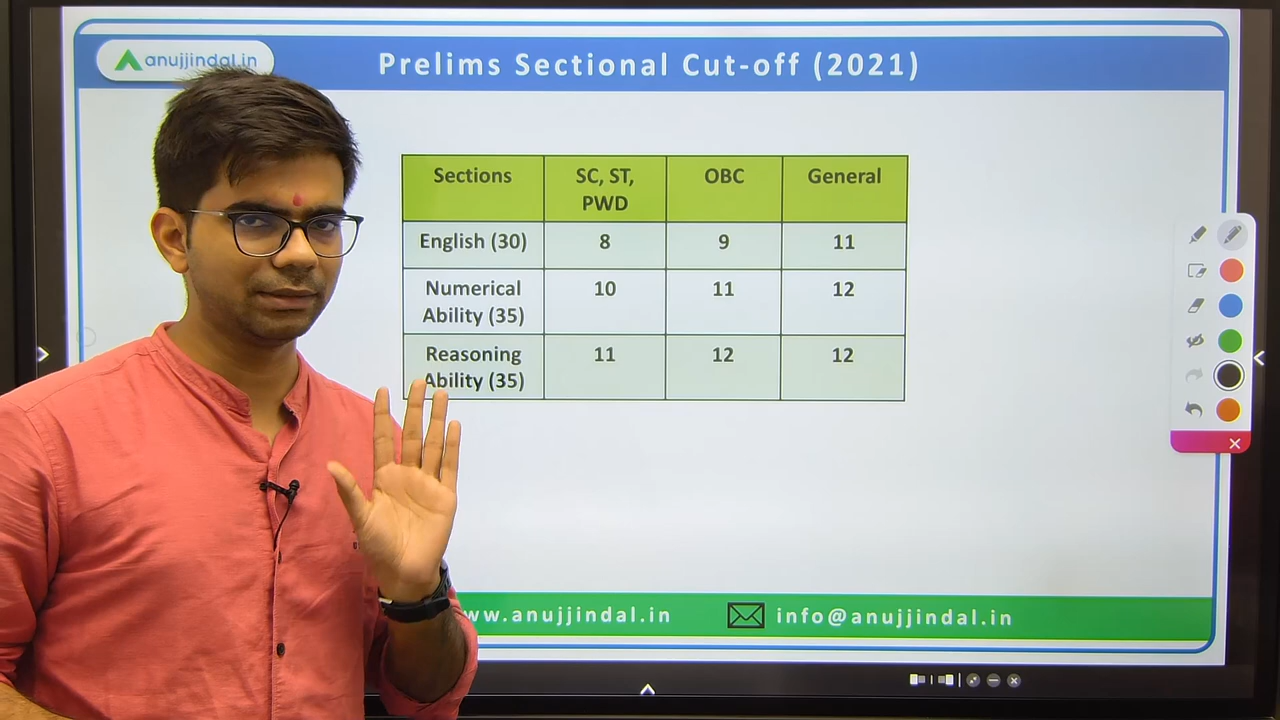 anujjindal.in
Prelims Sectional Cut-off (2021)
Sections SC, ST, PWD OBC General
English (30) 8 9 11
Numerical Ability (35) 10 11 12
Reasoning Ability (35) 11 12 12
ww.anujjindal.in info@anujjindal.in